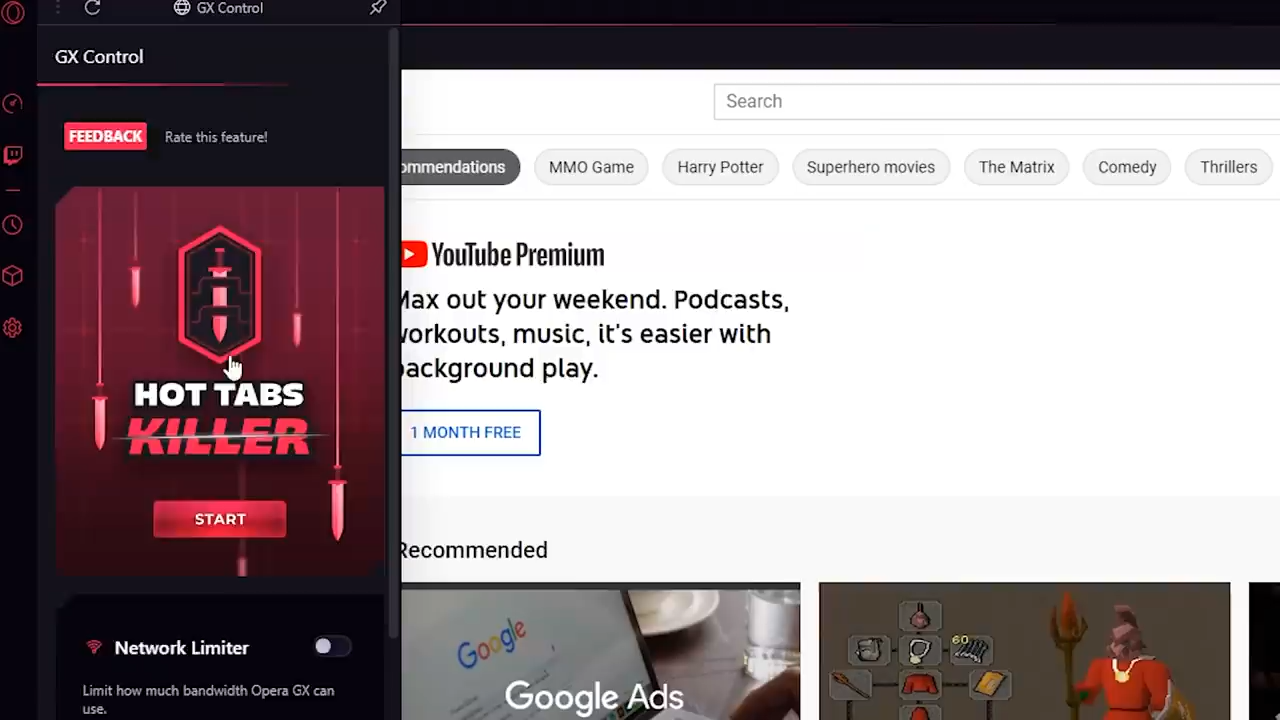 GX Control
GX Control
FEEDBACK Rate this feature!
HOT TABS
KILLER
START
Network Limiter
Limit how much bandwidth Opera GX can
use.
Search
ommendations
MMO Game
Harry Potter
Superhero movies
The Matrix
Comedy
Thrillers
YouTube Premium
Max out your weekend. Podcasts,
workouts, music, it's easier with
background play.
1 MONTH FREE
Recommended
Google
Google Ads
60